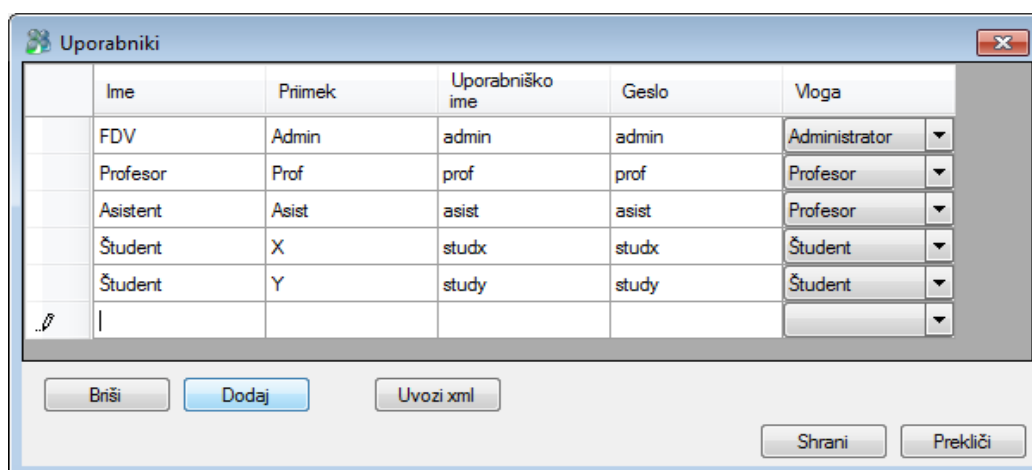 Uporabniki
Ime Priimek Uporabniško ime Geslo Vloga
FDV Admin admin admin Administrator
Profesor Prof prof prof Profesor
Asistent Asist asist asist Profesor
Študent X studx studx Študent
Študent Y study study Študent
Briši Dodaj Uvozi xml
Shrani Prekliči